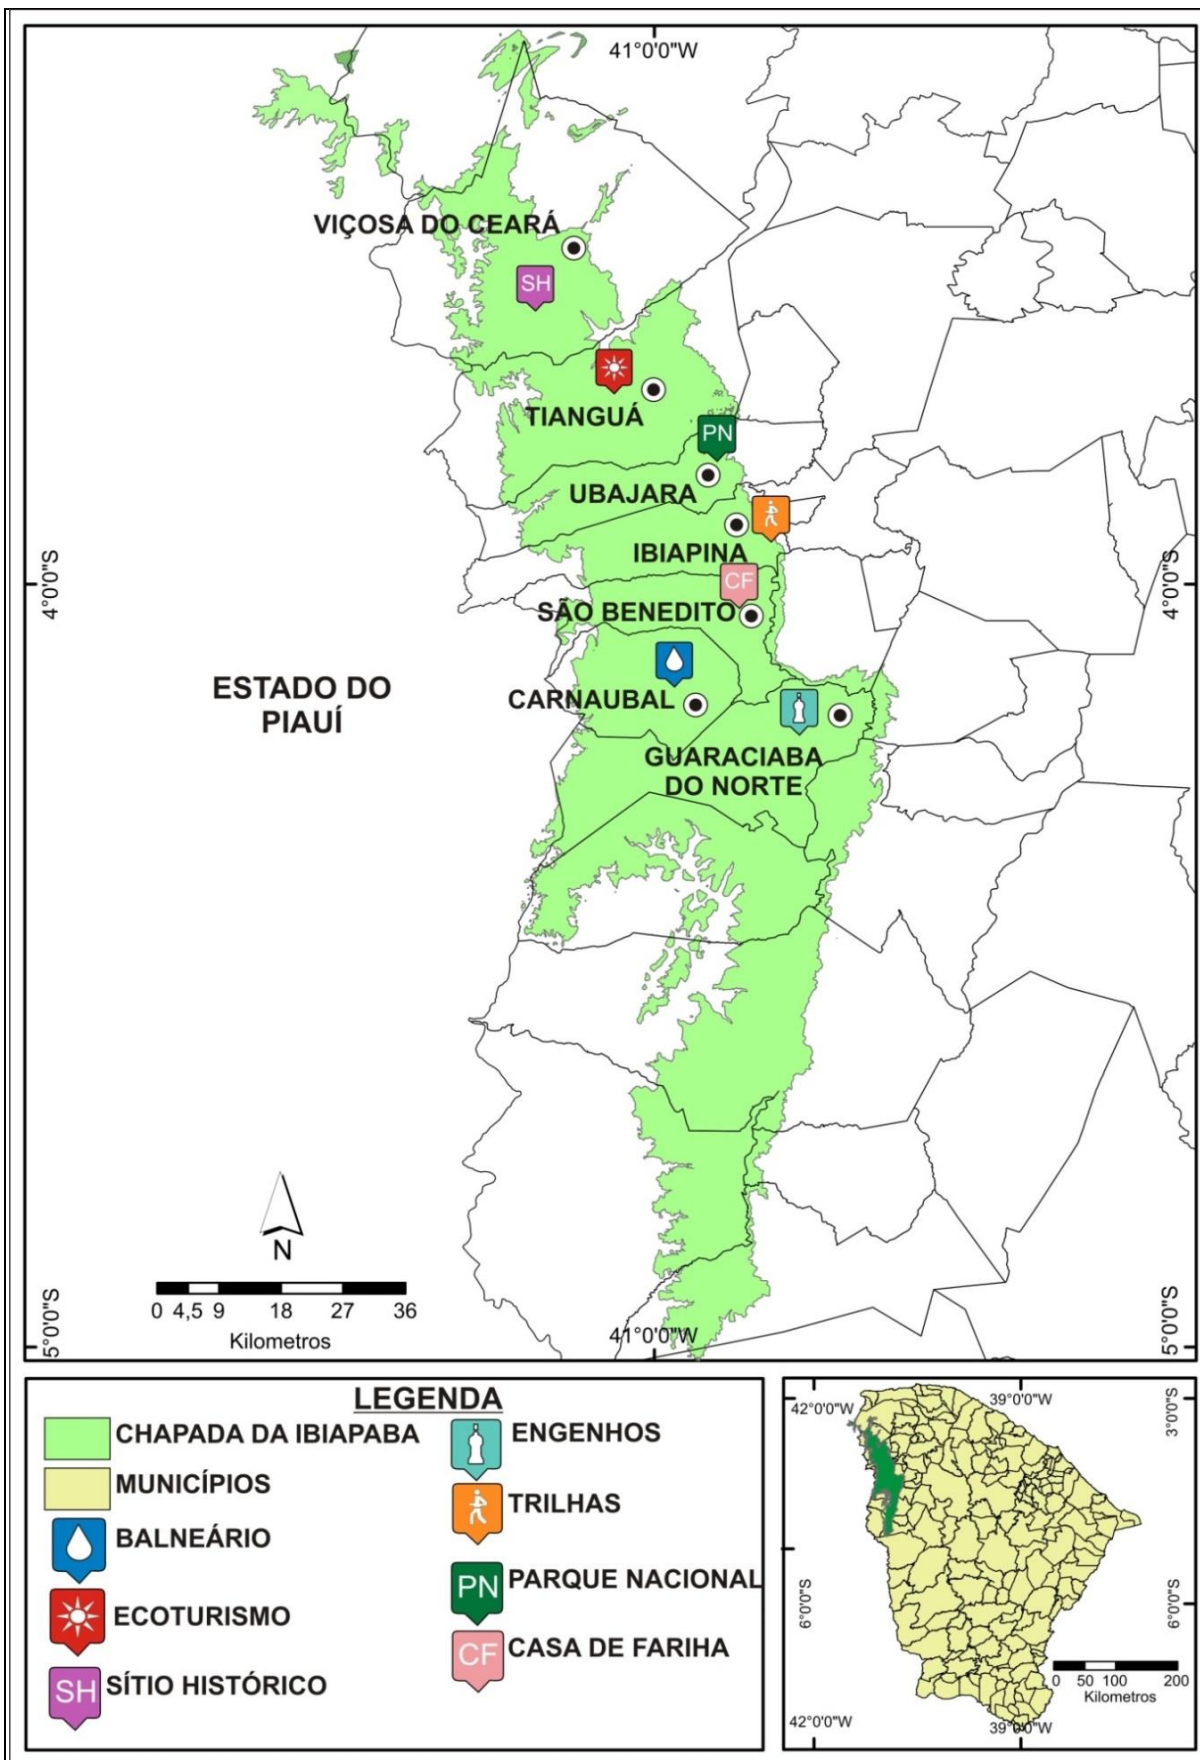 41°0'0"W
VIÇOSA DO CEARÁ
SH
TIANGUÁ
PN
UBAJARA
IBIAPINA
4°0'0"S
4°0'0"S
CF
SÃO BENEDITO
ESTADO DO
PIAUÍ
CARNAUBAL
GUARACIABA
DO NORTE
N
0 4,5 9 18 27 36
Kilometros
5°0'0"S
41°0'0"W
5°0'0"S
LEGENDA
CHAPADA DA IBIAPABA
MUNICÍPIOS
BALNEÁRIO
ECOTURISMO
SH SÍTIO HISTÓRICO
ENGENHOS
TRILHAS
PN PARQUE NACIONAL
CF CASA DE FARIHA
42°0'0"W
39°0'0"W
3°0'0"S
6°0'0"S
6°0'0"S
0 50 100 200
Kilometros
42°0'0"W
39°0'0"W